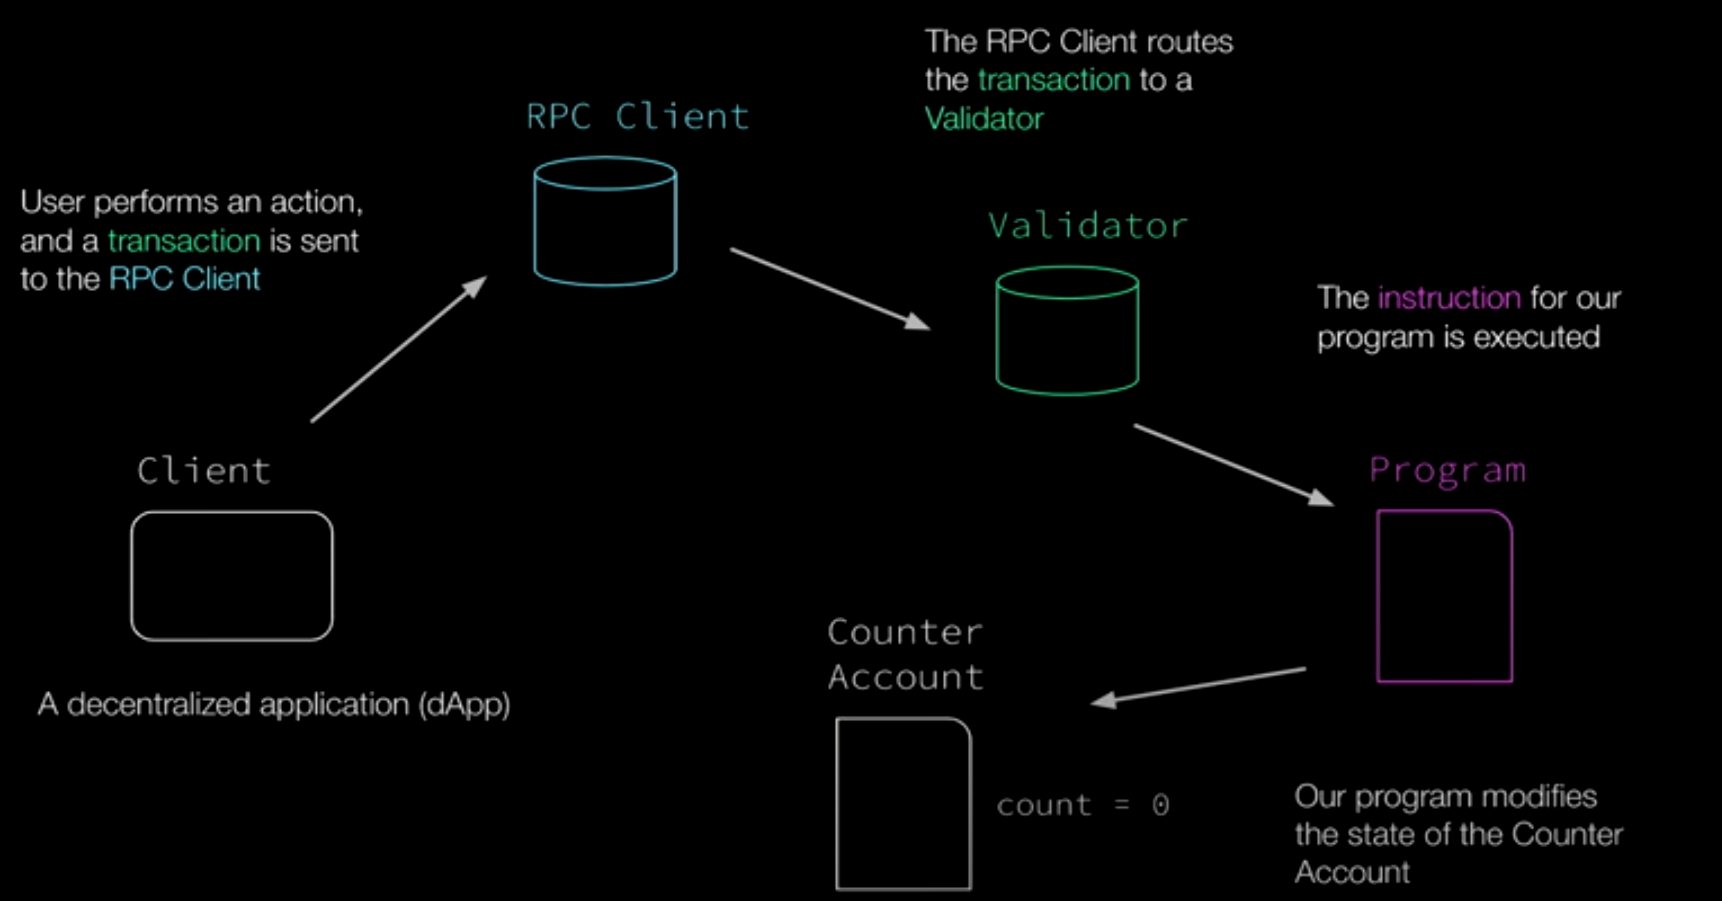 The RPC Client routes
the transaction to a
Validator
RPC Client
User performs an action,
and a transaction is sent
to the RPC Client
Validator
The instruction for our
program is executed
Client
Program
A decentralized application (dApp)
Counter
Account
count = 0
Our program modifies
the state of the Counter
Account